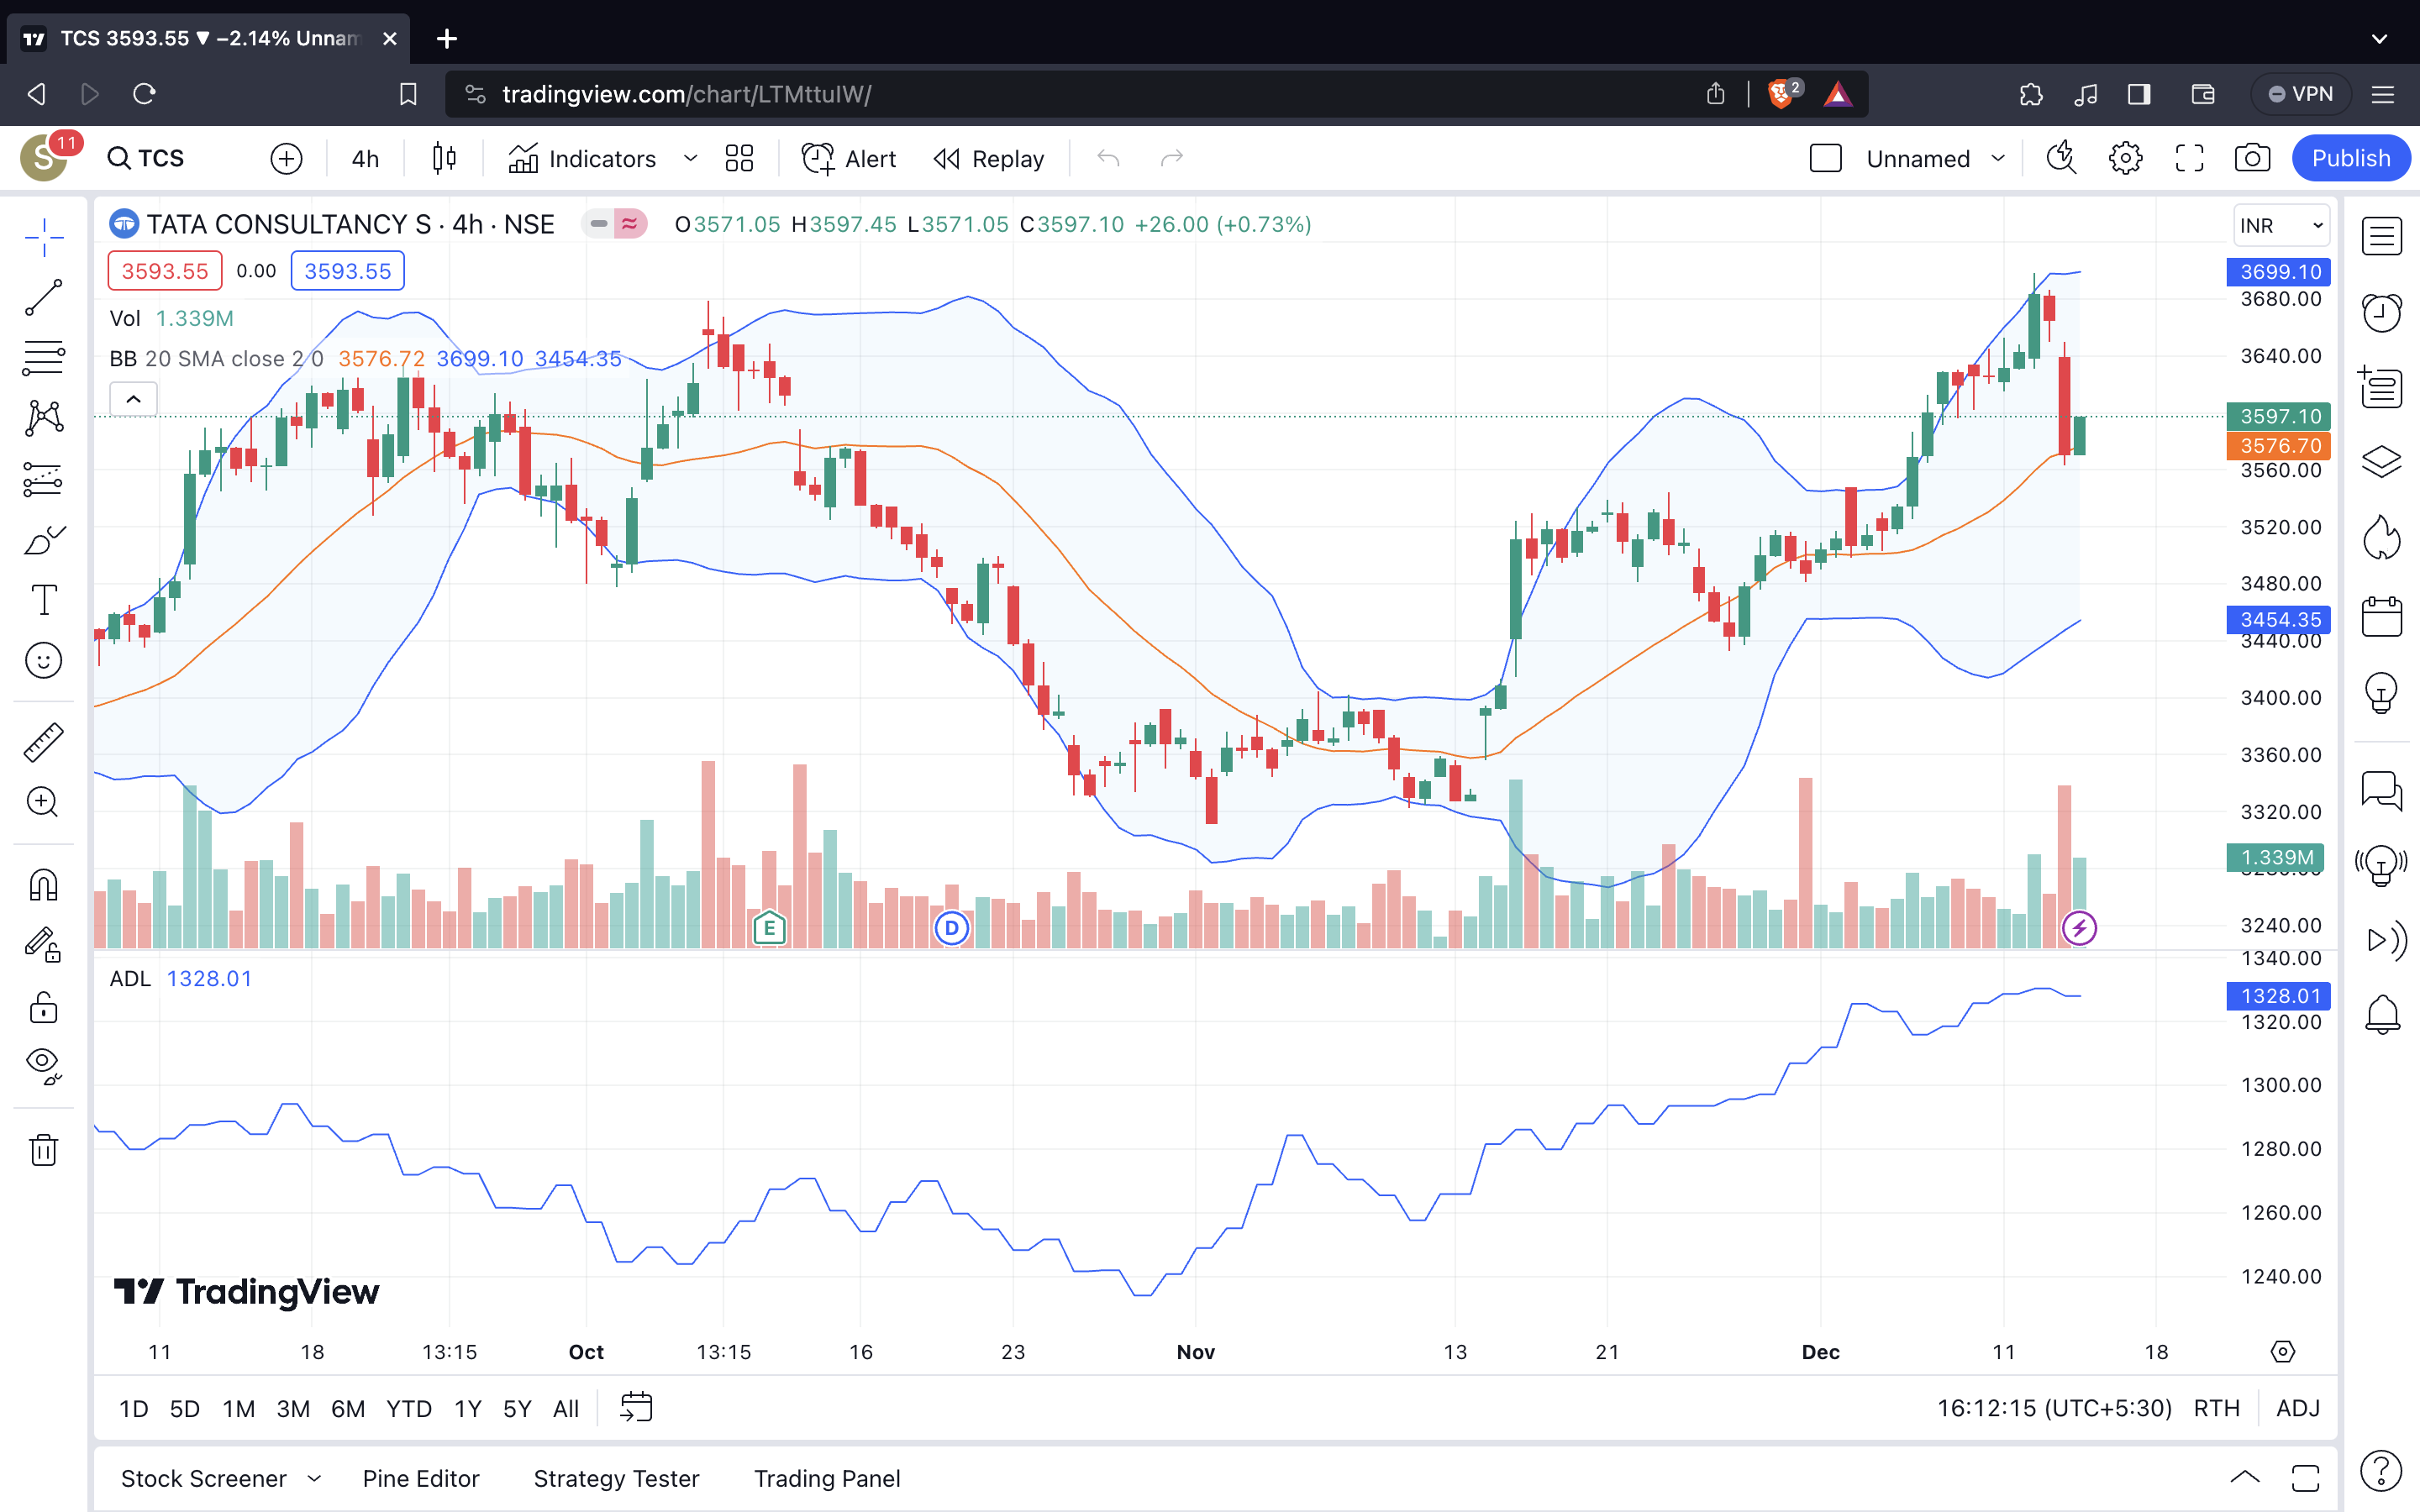 TCS 3593.55 ▼ −2.14% Unnam
tradingview.com/chart/LTMttuIW/
2
VPN
S
11
TCS
4h
Indicators
Alert
Replay
Unnamed
Publish
TATA CONSULTANCY S · 4h · NSE
O3571.05 H3597.45 L3571.05 C3597.10 +26.00 (+0.73%)
INR
3593.55
0.00
3593.55
Vol 1.339M
BB 20 SMA close 2 0 3576.72 3699.10 3454.35
3699.10
3680.00
3640.00
3597.10
3576.70
3560.00
3520.00
3480.00
3454.35
3440.00
3400.00
3360.00
3320.00
1.339M
3240.00
E
D
ADL 1328.01
1340.00
1328.01
1320.00
1300.00
1280.00
1260.00
1240.00
TradingView
11 18 13:15 Oct 13:15 16 23 Nov 13 21 Dec 11 18
1D 5D 1M 3M 6M YTD 1Y 5Y All
16:12:15 (UTC+5:30) RTH ADJ
Stock Screener Pine Editor Strategy Tester Trading Panel